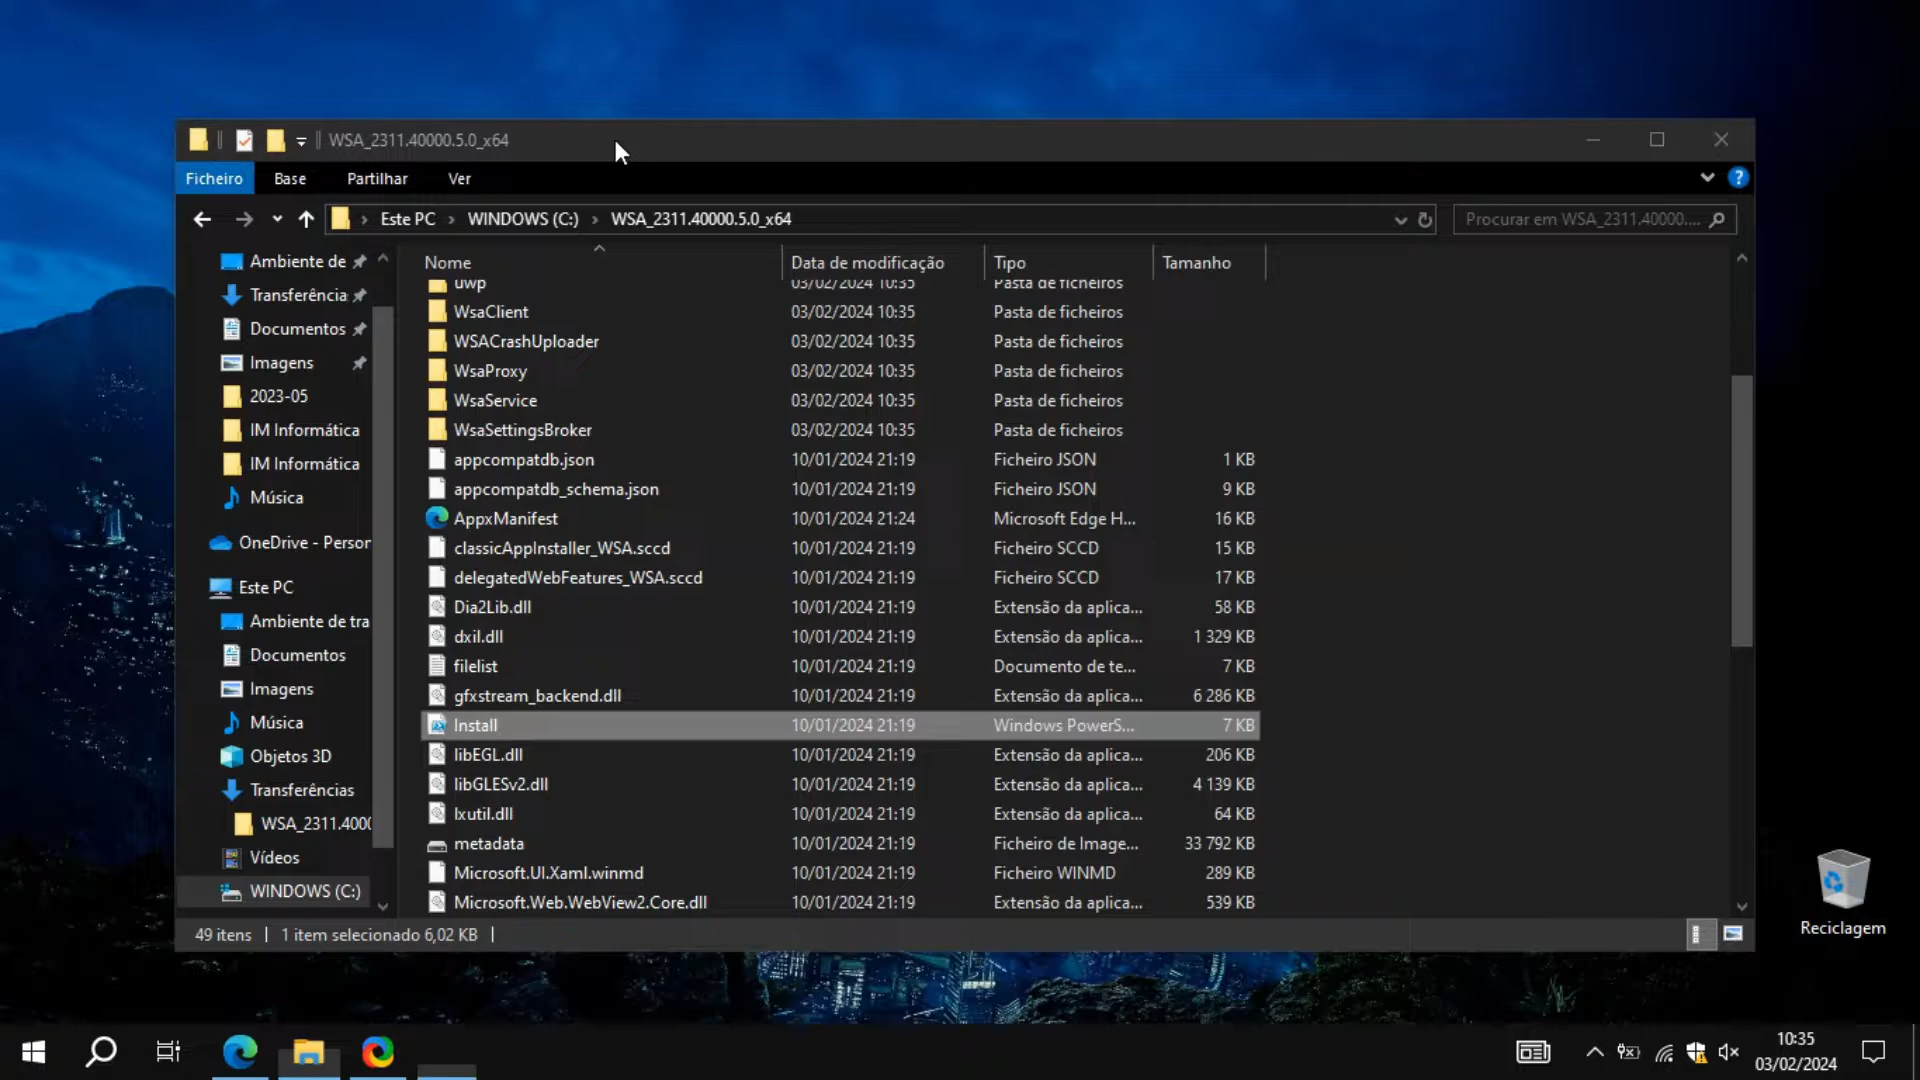 WSA_2311.40000.5.0_x64
Ficheiro Base Partilhar Ver
Este PC > WINDOWS (C:) > WSA_2311.40000.5.0_x64
Procurar em WSA_2311.40000....
Ambiente de
Transferência
Documentos
Imagens
2023-05
IM Informática
IM Informática
Música
OneDrive - Person
Este PC
Ambiente de tra
Documentos
Imagens
Música
Objetos 3D
Transferências
WSA_2311.4000
Vídeos
WINDOWS (C:)
Nome Data de modificação Tipo Tamanho
uwp 03/02/2024 10:35 Pasta de ficheiros
WsaClient 03/02/2024 10:35 Pasta de ficheiros
WSACrashUploader 03/02/2024 10:35 Pasta de ficheiros
WsaProxy 03/02/2024 10:35 Pasta de ficheiros
WsaService 03/02/2024 10:35 Pasta de ficheiros
WsaSettingsBroker 03/02/2024 10:35 Pasta de ficheiros
appcompatdb.json 10/01/2024 21:19 Ficheiro JSON 1 KB
appcompatdb_schema.json 10/01/2024 21:19 Ficheiro JSON 9 KB
AppxManifest 10/01/2024 21:24 Microsoft Edge H... 16 KB
classicAppInstaller_WSA.sccd 10/01/2024 21:19 Ficheiro SCCD 15 KB
delegatedWebFeatures_WSA.sccd 10/01/2024 21:19 Ficheiro SCCD 17 KB
Dia2Lib.dll 10/01/2024 21:19 Extensão da aplica... 58 KB
dxil.dll 10/01/2024 21:19 Extensão da aplica... 1 329 KB
filelist 10/01/2024 21:19 Documento de te... 7 KB
gfxstream_backend.dll 10/01/2024 21:19 Extensão da aplica... 6 286 KB
Install 10/01/2024 21:19 Windows PowerS... 7 KB
libEGL.dll 10/01/2024 21:19 Extensão da aplica... 206 KB
libGLESv2.dll 10/01/2024 21:19 Extensão da aplica... 4 139 KB
lxutil.dll 10/01/2024 21:19 Extensão da aplica... 64 KB
metadata 10/01/2024 21:19 Ficheiro de Image... 33 792 KB
Microsoft.UI.Xaml.winmd 10/01/2024 21:19 Ficheiro WINMD 289 KB
Microsoft.Web.WebView2.Core.dll 10/01/2024 21:19 Extensão da aplica... 539 KB
49 itens | 1 item selecionado 6,02 KB |
Reciclagem
10:35
03/02/2024